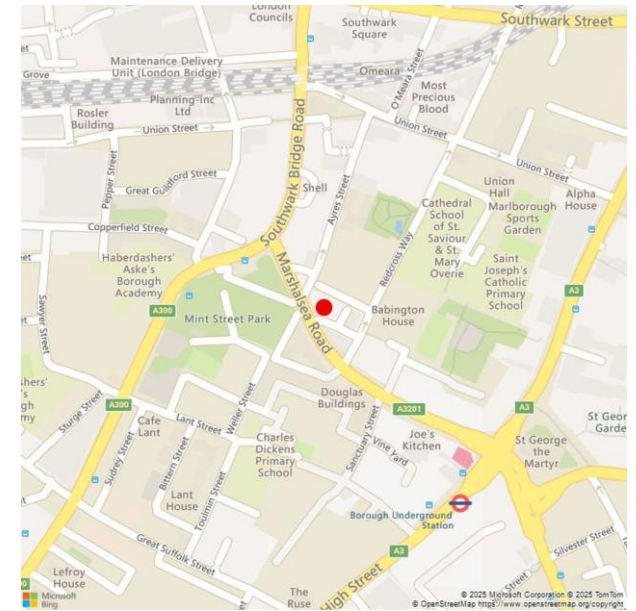 London
Councils
Southwark
Square
Southwark Street
Maintenance-Delivery
Unit (London Bridge)
Grove
Omeara
O'Meara Street
Most
Precious
Blood
Planning-Inc
Ltd
Rosler
Building
Union Street
Union Street
Union Street
Southwark Bridge Road
Pepper Street
Great Guildford Street
Shell
Ayres Street
Redcross Way
Union
Hall
Marlborough
Sports
Garden
Alpha
House
Cathedral
School
of St.
Saviour
& St.
Mary
Overie
Copperfield Street
Haberdashers'
Aske's
Borough
Academy
Saint
Joseph's
Catholic
Primary
School
A3
Sawyer Street
A300
Mint Street Park
Marshalsea Road
Babington
House
dashers'
's
gh
my
Sturge Street
A300
Cafe
Lant
Lant Street
Weller Street
Douglas
Buildings
A3201
A3
Sudrey Street
Bittern Street
Toulmin Street
Charles
Dickens
Primary
School
Sanctuary Street
Vine Yard
Joe's
Kitchen
St George
the
Martyr
St Geor
Garde
Lant
House
Borough Underground
Station
Great Suffolk Street
A3
High Street
Silvester Street
Lefroy
House
The
Ruse
Microsoft
Bing
© 2025 Microsoft Corporation © 2025 TomTom
© OpenStreetMap https://www.openstreetmap.org/copyright